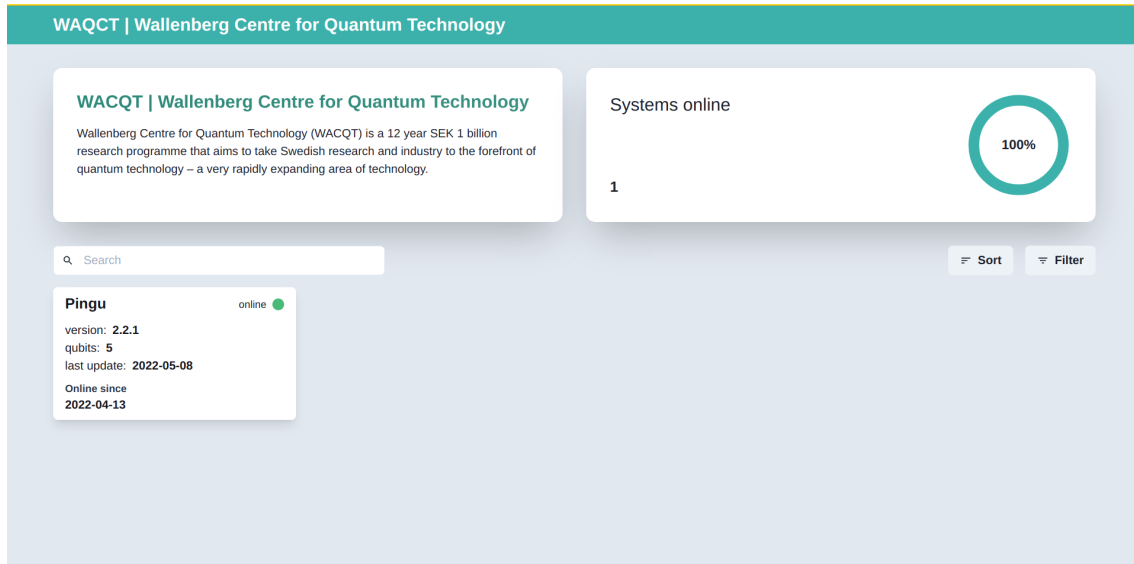 WAQCT | Wallenberg Centre for Quantum Technology
WACQT | Wallenberg Centre for Quantum Technology
Wallenberg Centre for Quantum Technology (WACQT) is a 12 year SEK 1 billion
research programme that aims to take Swedish research and industry to the forefront of
quantum technology – a very rapidly expanding area of technology.
Systems online
100%
1
Search
Sort
Filter
Pingu
online
version: 2.2.1
qubits: 5
last update: 2022-05-08
Online since
2022-04-13